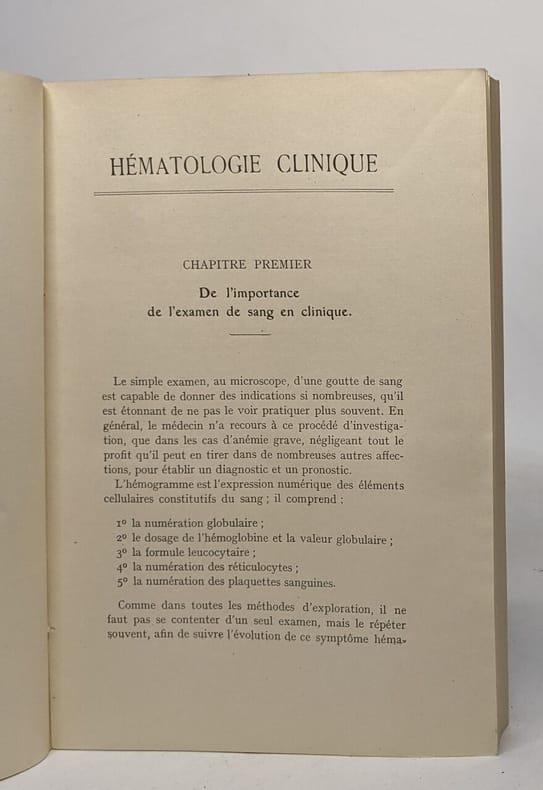 HÉMATOLOGIE CLINIQUE
CHAPITRE PREMIER
De l'importance
de l'examen de sang en clinique.
Le simple examen, au microscope, d'une goutte de sang
est capable de donner des indications si nombreuses, qu'il
est étonnant de ne pas le voir pratiquer plus souvent. En
général, le médecin n'a recours à ce procédé d'investiga-
tion, que dans les cas d'anémie grave, négligeant tout le
profit qu'il peut en tirer dans de nombreuses autres affec-
tions, pour établir un diagnostic et un pronostic.
L'hémogramme est l'expression numérique des éléments
cellulaires constitutifs du sang ; il comprend :
1º la numération globulaire ;
2º le dosage de l'hémoglobine et la valeur globulaire ;
3º la formule leucocytaire ;
4º la numération des réticulocytes ;
5º la numération des plaquettes sanguines.
Comme dans toutes les méthodes d'exploration, il ne
faut pas se contenter d'un seul examen, mais le répéter
souvent, afin de suivre l'évolution de ce symptôme héma-